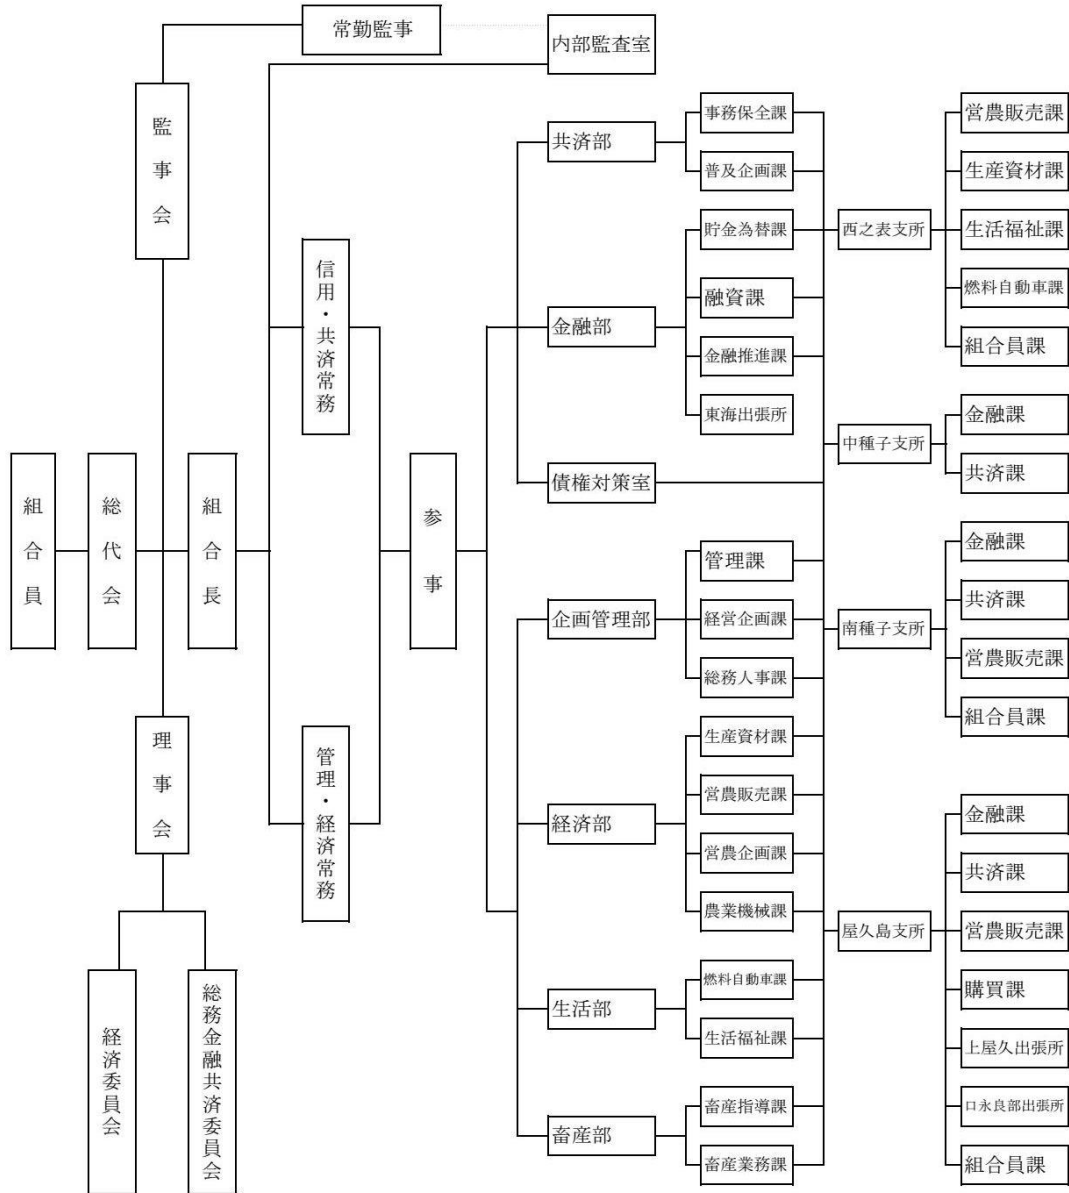 常勤監事
内部監査室
監事会
信用・共済常務
組合員
総代会
組合長
参事
理事会
管理・経済常務
経済委員会
総務金融共済委員会
共済部
事務保全課
普及企画課
金融部
貯金為替課
融資課
金融推進課
東海出張所
債権対策室
企画管理部
管理課
経営企画課
総務人事課
経済部
生産資材課
営農販売課
営農企画課
農業機械課
生活部
燃料自動車課
生活福祉課
畜産部
畜産指導課
畜産業務課
西之表支所
営農販売課
生産資材課
生活福祉課
燃料自動車課
組合員課
中種子支所
金融課
共済課
南種子支所
金融課
共済課
営農販売課
組合員課
屋久島支所
金融課
共済課
営農販売課
購買課
上屋久出張所
口永良部出張所
組合員課